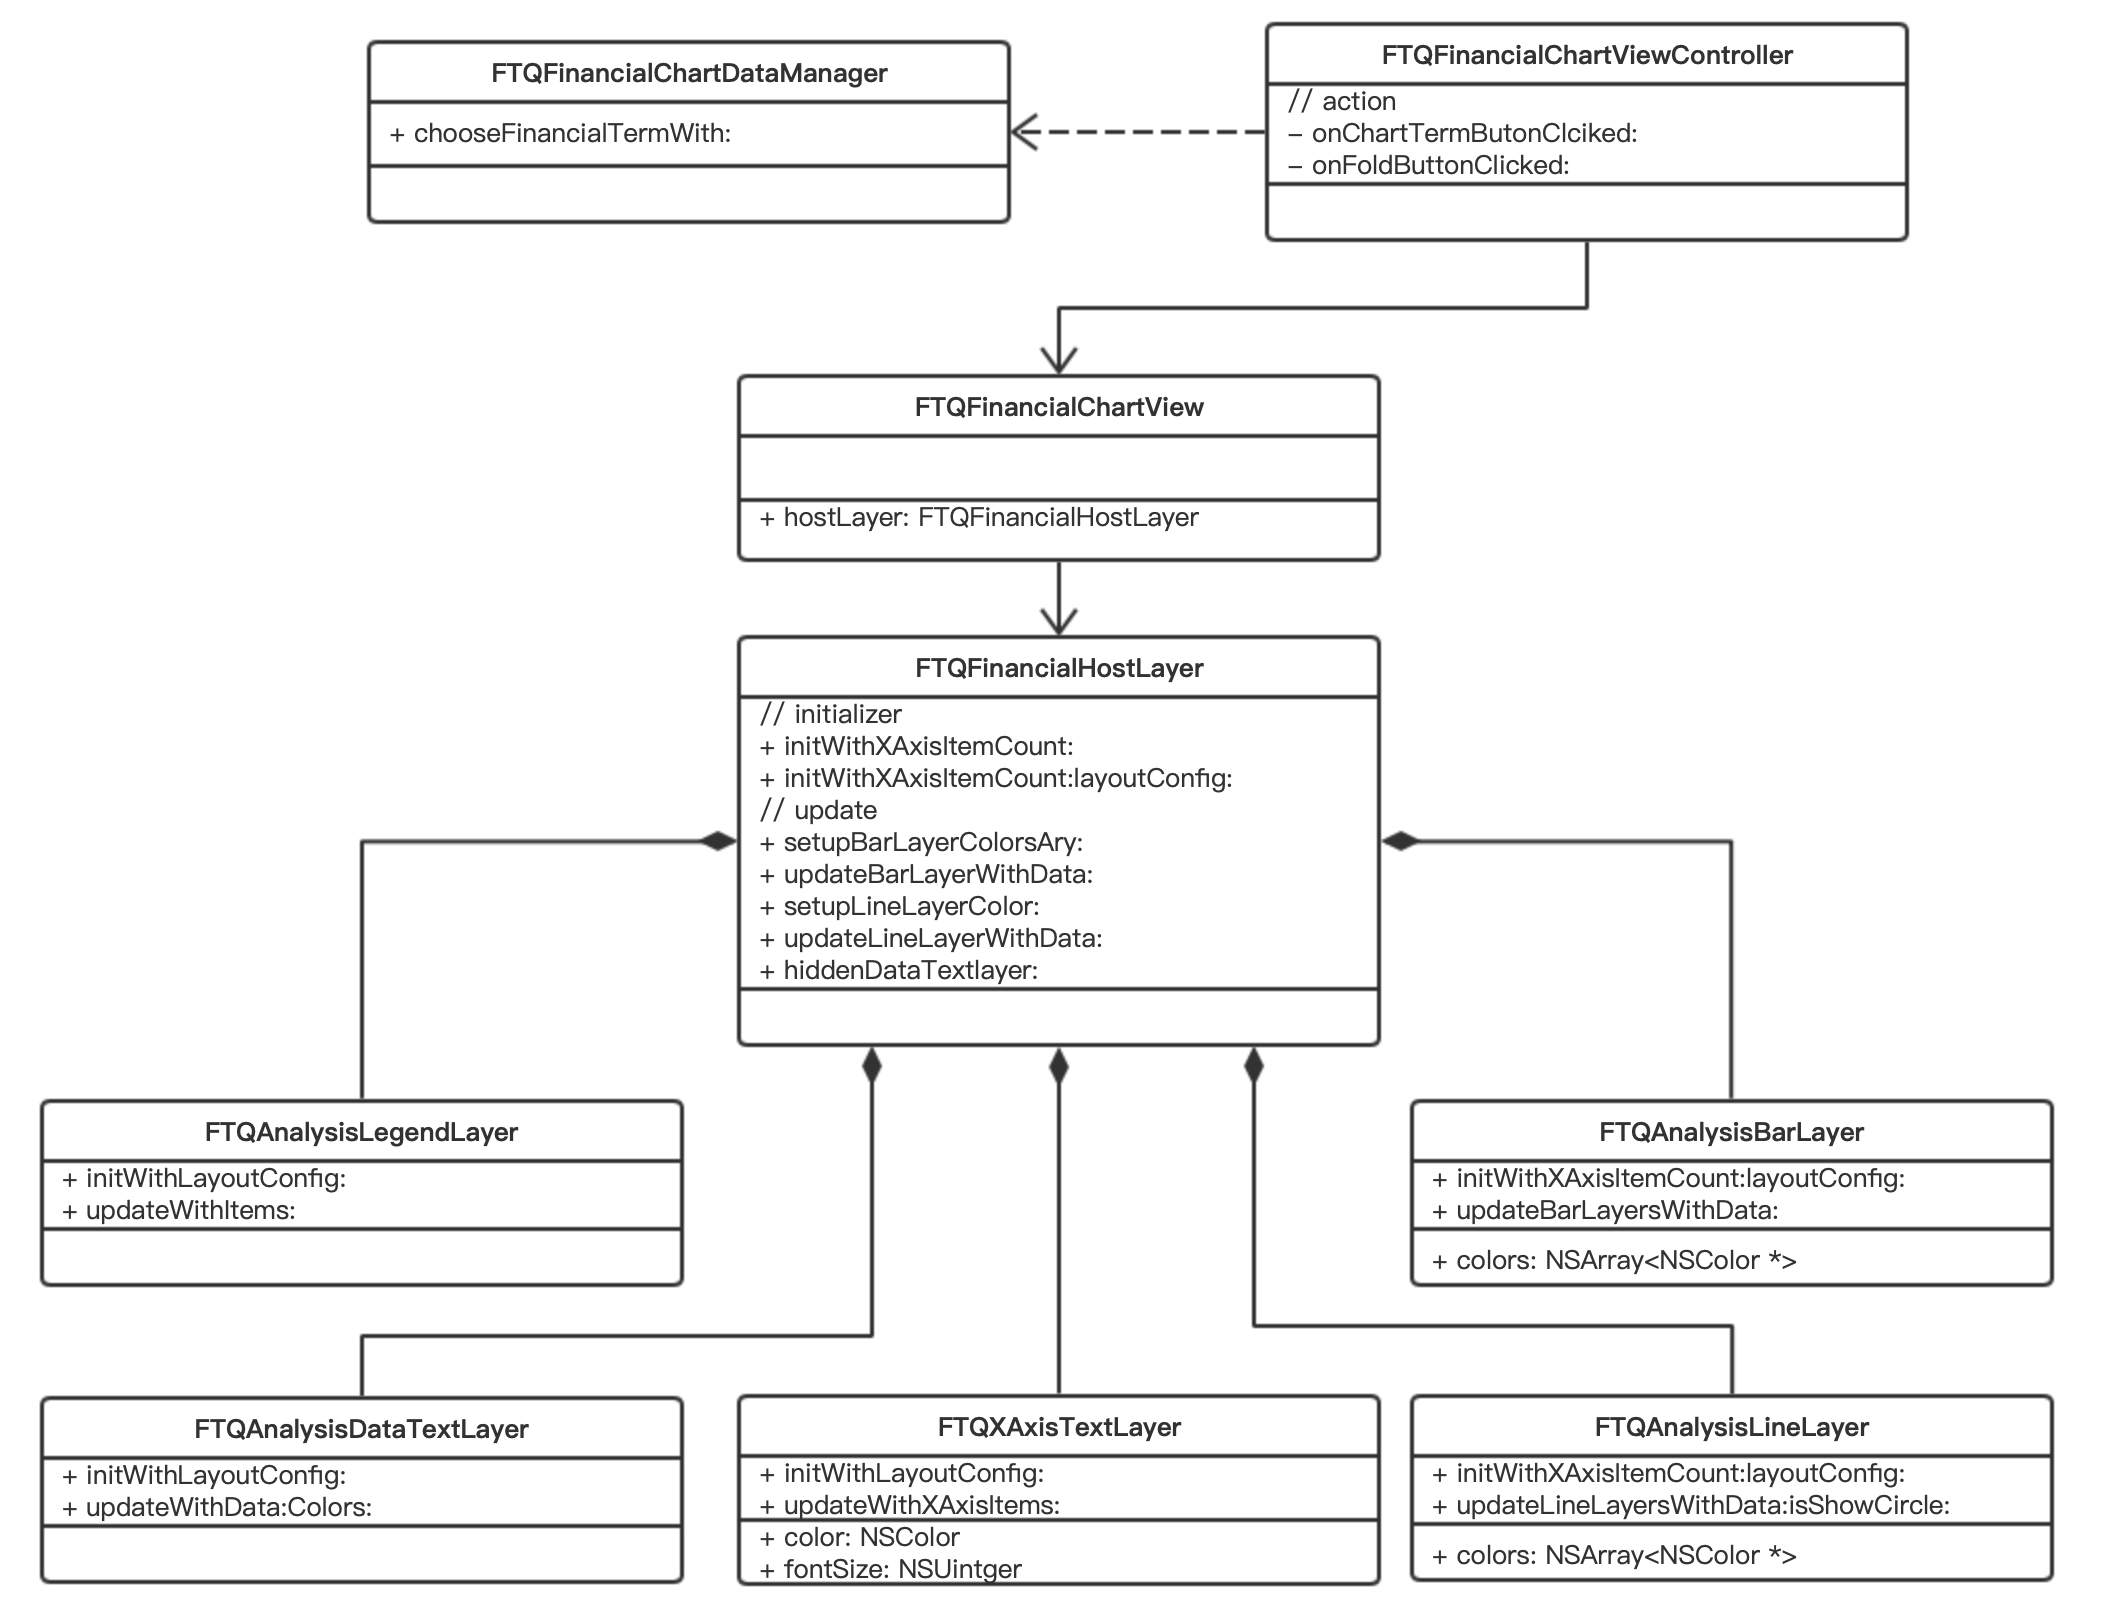 FTQFinancialChartDataManager
+ chooseFinancialTermWith:
FTQFinancialChartViewController
// action
– onChartTermButonClciked:
– onFoldButtonClicked:
FTQFinancialChartView
+ hostLayer: FTQFinancialHostLayer
FTQFinancialHostLayer
// initializer
+ initWithXAxisItemCount:
+ initWithXAxisItemCount:layoutConfig:
// update
+ setupBarLayerColorsAry:
+ updateBarLayerWithData:
+ setupLineLayerColor:
+ updateLineLayerWithData:
+ hiddenDataTextlayer:
FTQAnalysisLegendLayer
+ initWithLayoutConfig:
+ updateWithItems:
FTQAnalysisBarLayer
+ initWithXAxisItemCount:layoutConfig:
+ updateBarLayersWithData:
+ colors: NSArray<NSColor *>
FTQAnalysisDataTextLayer
+ initWithLayoutConfig:
+ updateWithData:Colors:
FTQXAxisTextLayer
+ initWithLayoutConfig:
+ updateWithXAxisItems:
+ color: NSColor
+ fontSize: NSUintger
FTQAnalysisLineLayer
+ initWithXAxisItemCount:layoutConfig:
+ updateLineLayersWithData:isShowCircle:
+ colors: NSArray<NSColor *>